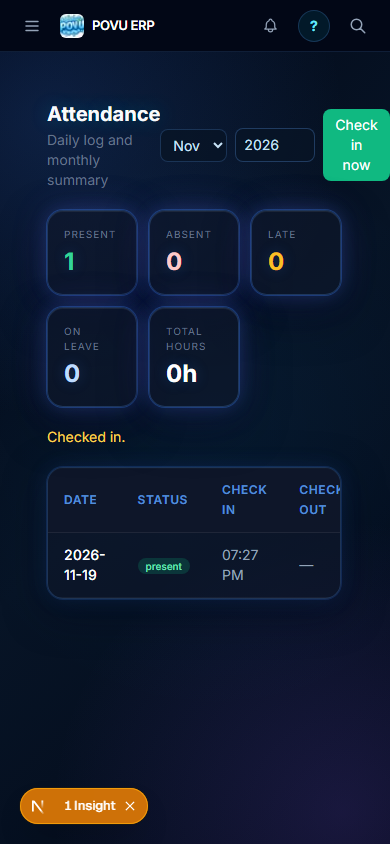 POVU ERP
?
Attendance
Daily log and
monthly
summary
Nov
2026
Check
in
now
PRESENT
1
ABSENT
0
LATE
0
ON
LEAVE
0
TOTAL
HOURS
0h
Checked in.
DATE
STATUS
CHECK
IN
CHECK
OUT
2026-
11-19
present
07:27
PM
—
N
1 Insight